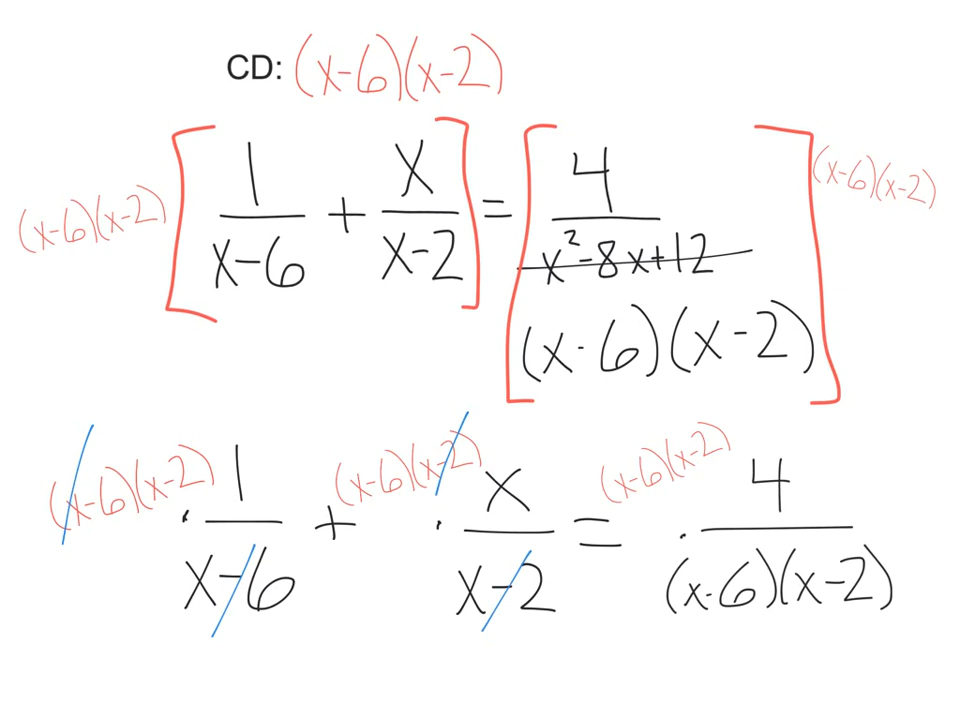 CD: (x-6)(x-2)
(x-6)(x-2) [ 1/(x-6) + x/(x-2) ] = [ 4/(x²-8x+12) (x-6)(x-2) ] (x-6)(x-2)
(x-6)(x-2) · 1/(x-6) + (x-6)(x-2) · x/(x-2) = (x-6)(x-2) · 4/((x-6)(x-2))